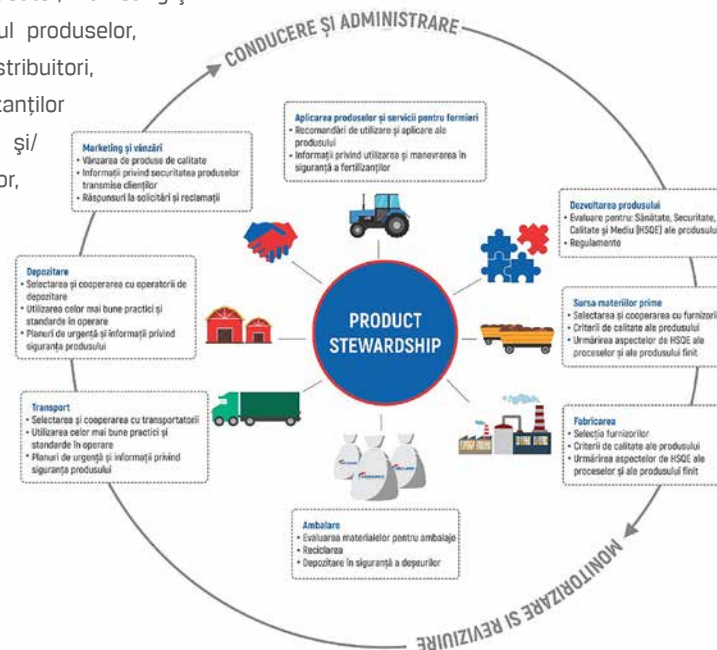 ul produselor,
stribuitori,
zanților
și/
or,
CONDUCERE ȘI ADMINISTRARE
Aplicarea produselor și servicii pentru fermieri
• Recomandări de utilizare și aplicare ale
produsului
• Informații privind utilizarea și manevrarea în
siguranță a fertilizanților
Marketing și vânzări
• Vânzarea de produse de calitate
• Informații privind securitatea produselor
transmise clienților
• Răspunsuri la solicitări și reclamații
Dezvoltarea produsului
• Evaluare pentru: Sănătate, Securitate,
Calitate și Mediu (HSQE) ale produsului
• Regulamente
Depozitare
• Selectarea și cooperarea cu operatorii de
depozitare
• Utilizarea celor mai bune practici și
standarde în operare
• Planuri de urgență și informații privind
siguranța produsului
PRODUCT
STEWARDSHIP
Sursa materiilor prime
• Selectarea și cooperarea cu furnizorii
• Criterii de calitate ale produsului
• Urmărirea aspectelor de HSQE ale
proceselor și ale produsului finit
Transport
• Selectarea și cooperarea cu transportatorii
• Utilizarea celor mai bune practici și
standarde în operare
• Planuri de urgență și informații privind
siguranța produsului
Fabricarea
• Selecția furnizorilor
• Criterii de calitate ale produsului
• Urmărirea aspectelor de HSQE ale
proceselor și ale produsului finit
Ambalare
• Evaluarea materialelor pentru ambalaje
• Reciclarea
• Depozitare în siguranță a deșeurilor
MONITORIZARE SI REVIZIUIRE